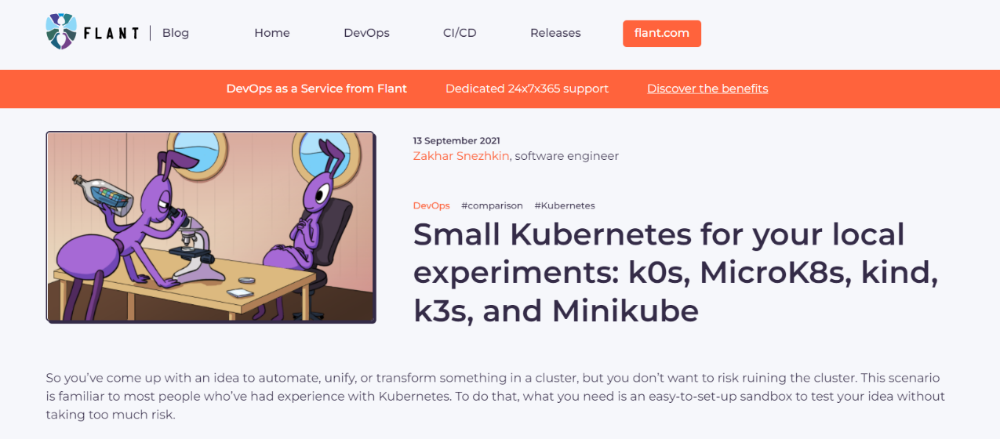 FLANT | Blog Home DevOps CI/CD Releases flant.com
DevOps as a Service from Flant Dedicated 24x7x365 support Discover the benefits
13 September 2021
Zakhar Snezhkin, software engineer
DevOps #comparison #Kubernetes
Small Kubernetes for your local
experiments: k0s, MicroK8s, kind,
k3s, and Minikube
So you’ve come up with an idea to automate, unify, or transform something in a cluster, but you don’t want to risk ruining the cluster. This scenario
is familiar to most people who’ve had experience with Kubernetes. To do that, what you need is an easy-to-set-up sandbox to test your idea without
taking too much risk.